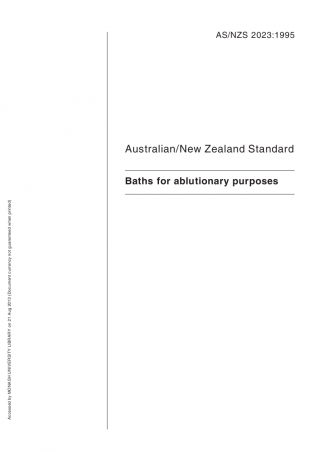 AS/NZS 2023:1995
Australian/New Zealand Standard
Baths for ablutionary purposes
Accessed by MONASH UNIVERSITY LIBRARY on 21 Aug 2013 (Document currency not guaranteed when printed)